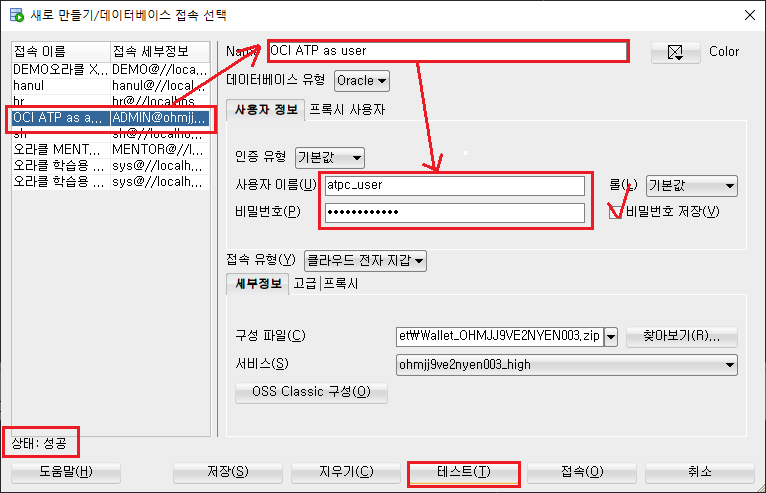 새로 만들기/데이터베이스 접속 선택
접속 이름 접속 세부정보
DEMO오라클 X... DEMO@//loca...
hanul hanul@//local...
hr hr@//localhos...
OCI ATP as a... ADMIN@ohmjj...
sh sh@//localho...
오라클 MENT... MENTOR@//l...
오라클 학습용 ... sys@//localh...
오라클 학습용 ... sys@//localh...
Name OCI ATP as user Color
데이터베이스 유형 Oracle
사용자 정보 프록시 사용자
인증 유형 기본값
사용자 이름(U) atpc_user 롤(L) 기본값
비밀번호(P) •••••••••••• 비밀번호 저장(V)
접속 유형(Y) 클라우드 전자 지갑
세부정보 고급 프록시
구성 파일(C) et₩Wallet_OHMJJ9VE2NYEN003.zip 찾아보기(R)...
서비스(S) ohmjj9ve2nyen003_high
OSS Classic 구성(O)
상태: 성공
도움말(H) 저장(S) 지우기(C) 테스트(T) 접속(O) 취소